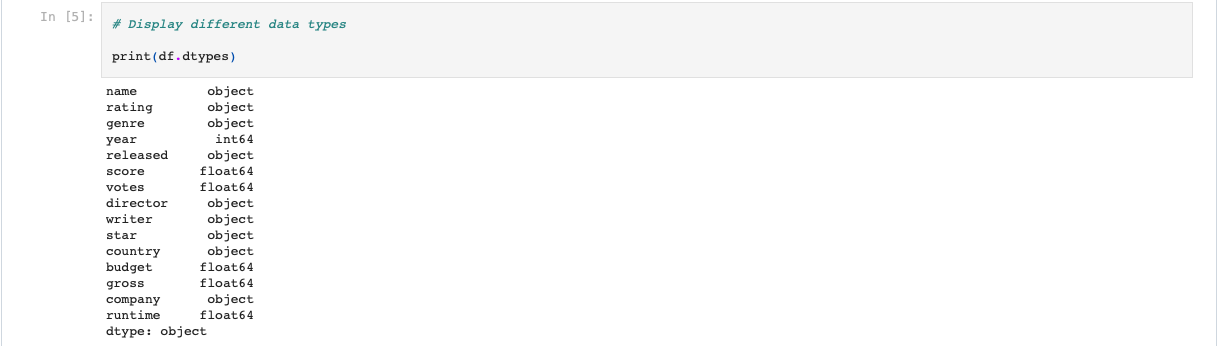 In [5]:
# Display different data types
print(df.dtypes)
name object
rating object
genre object
year int64
released object
score float64
votes float64
director object
writer object
star object
country object
budget float64
gross float64
company object
runtime float64
dtype: object